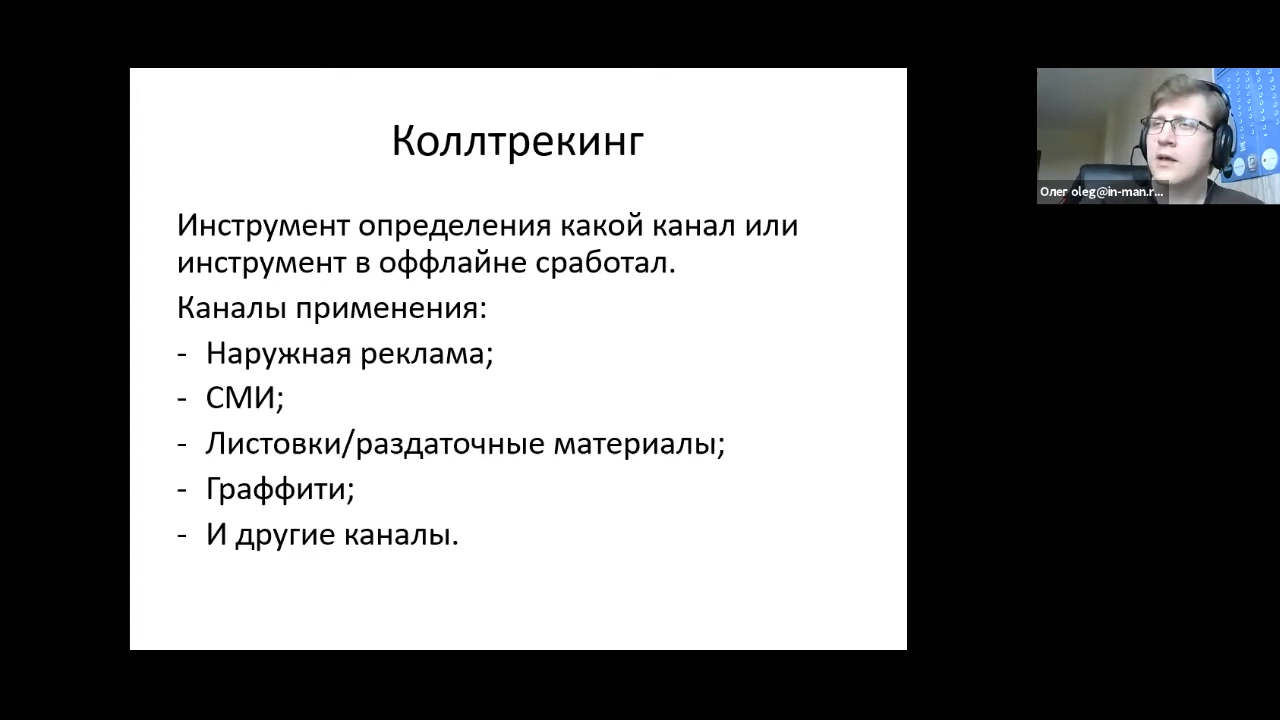 Коллтрекинг
Инструмент определения какой канал или
инструмент в оффлайне сработал.
Каналы применения:
- Наружная реклама;
- СМИ;
- Листовки/раздаточные материалы;
- Граффити;
- И другие каналы.
Олег oleg@in-man.r...